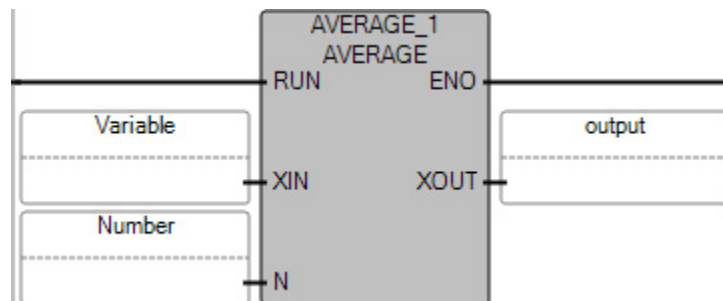 AVERAGE_1
AVERAGE
RUN ENO
Variable output
XIN XOUT
Number
N